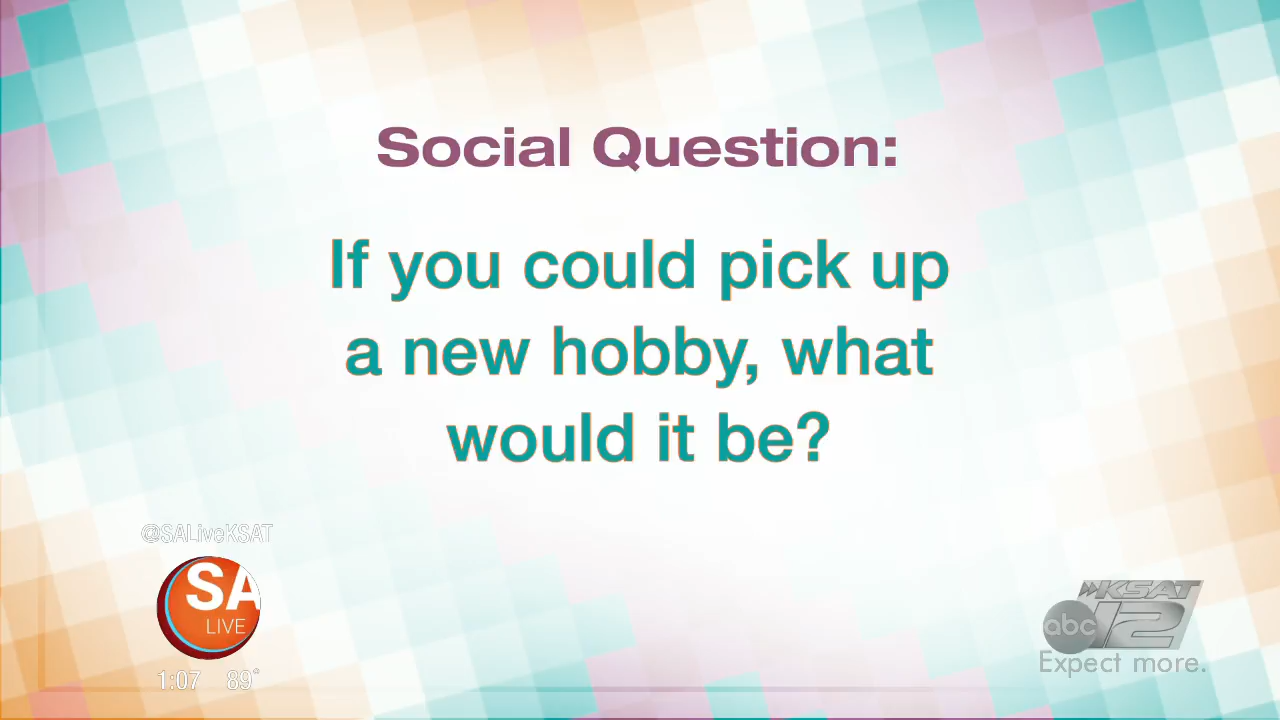 Social Question:
If you could pick up
a new hobby, what
would it be?
@SALiveKSAT
SA
LIVE
1:07 89°
KSAT
abc 12
Expect more.